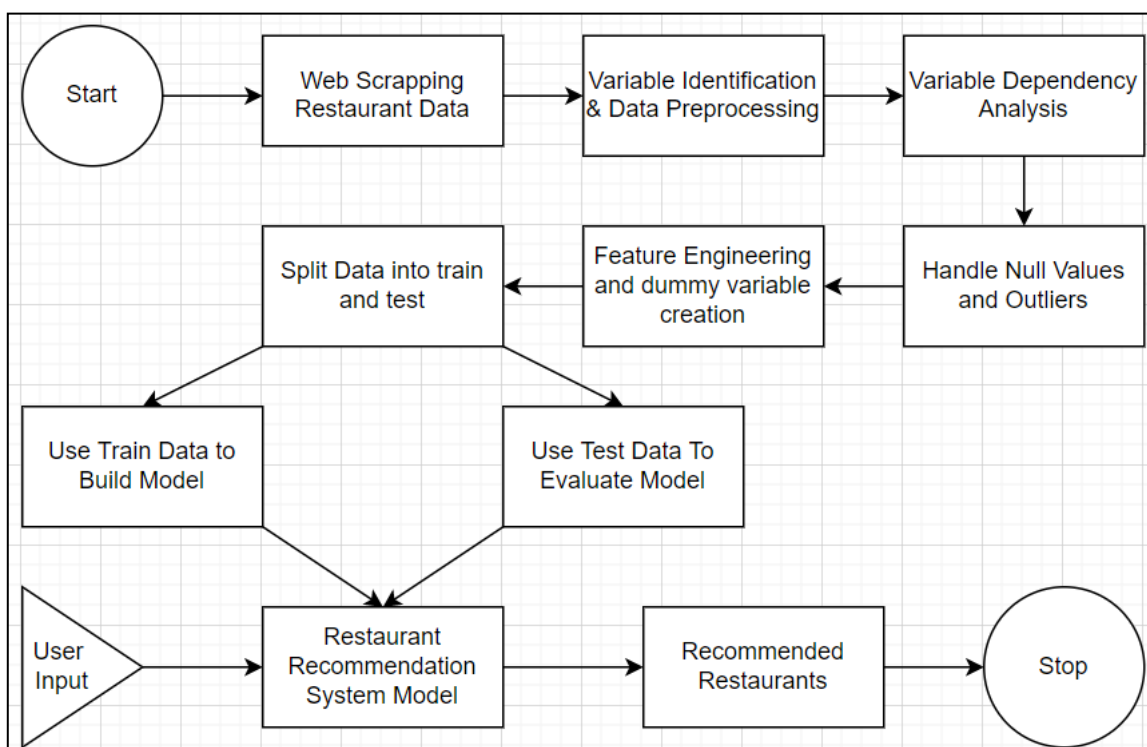 Start
Web Scrapping
Restaurant Data
Variable Identification
& Data Preprocessing
Variable Dependency
Analysis
Split Data into train
and test
Feature Engineering
and dummy variable
creation
Handle Null Values
and Outliers
Use Train Data to
Build Model
Use Test Data To
Evaluate Model
User
Input
Restaurant
Recommendation
System Model
Recommended
Restaurants
Stop